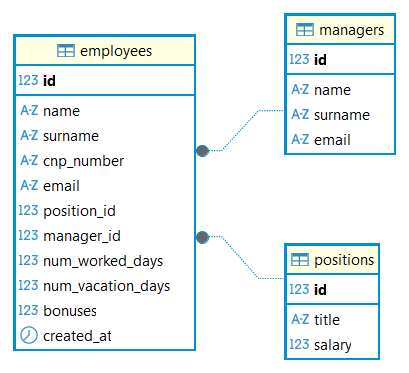 employees
123 id
A-Z name
A-Z surname
A-Z cnp_number
A-Z email
123 position_id
123 manager_id
123 num_worked_days
123 num_vacation_days
123 bonuses
created_at
managers
123 id
A-Z name
A-Z surname
A-Z email
positions
123 id
A-Z title
123 salary